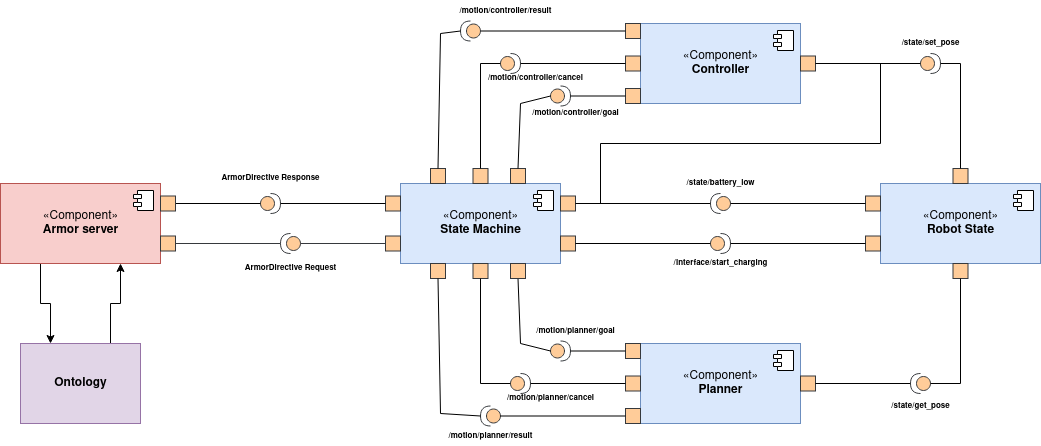 /motion/controller/result
«Component»
Controller
/state/set_pose
/motion/controller/cancel
/motion/controller/goal
ArmorDirective Response
/state/battery_low
«Component»
Armor server
«Component»
State Machine
«Component»
Robot State
ArmorDirective Request
/interface/start_charging
/motion/planner/goal
Ontology
«Component»
Planner
/motion/planner/cancel
/state/get_pose
/motion/planner/result